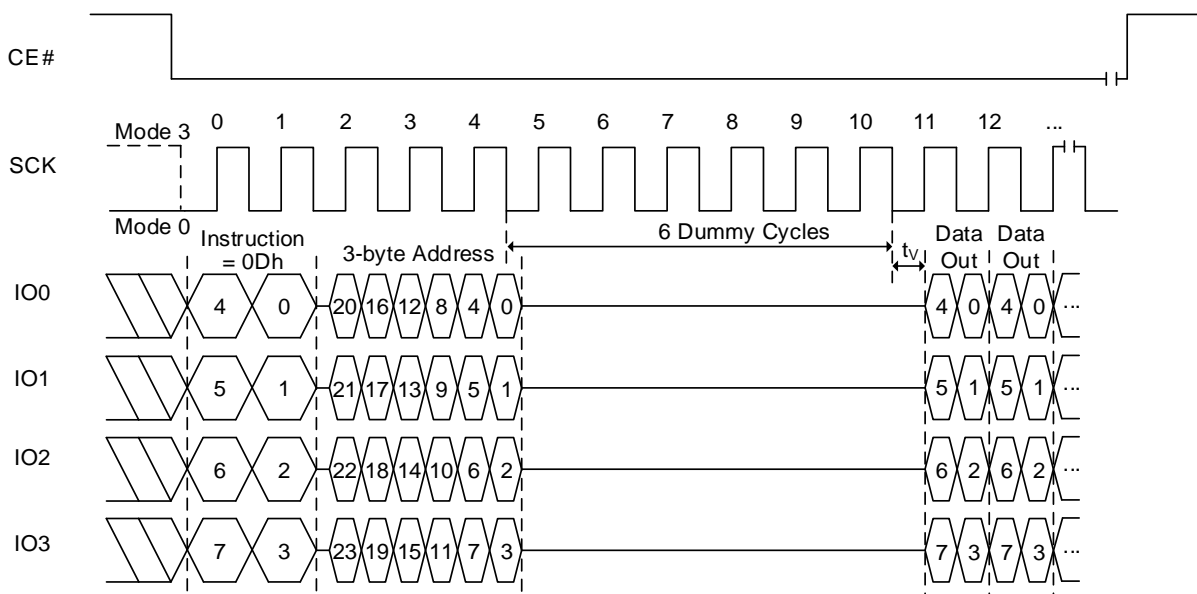 CE#
Mode 3 0 1 2 3 4 5 6 7 8 9 10 11 12 ...
SCK
Mode 0
Instruction = 0Dh
3-byte Address
6 Dummy Cycles
tV
Data Out
Data Out
IO0 4 0 20 16 12 8 4 0 4 0 4 0 ...
IO1 5 1 21 17 13 9 5 1 5 1 5 1 ...
IO2 6 2 22 18 14 10 6 2 6 2 6 2 ...
IO3 7 3 23 19 15 11 7 3 7 3 7 3 ...